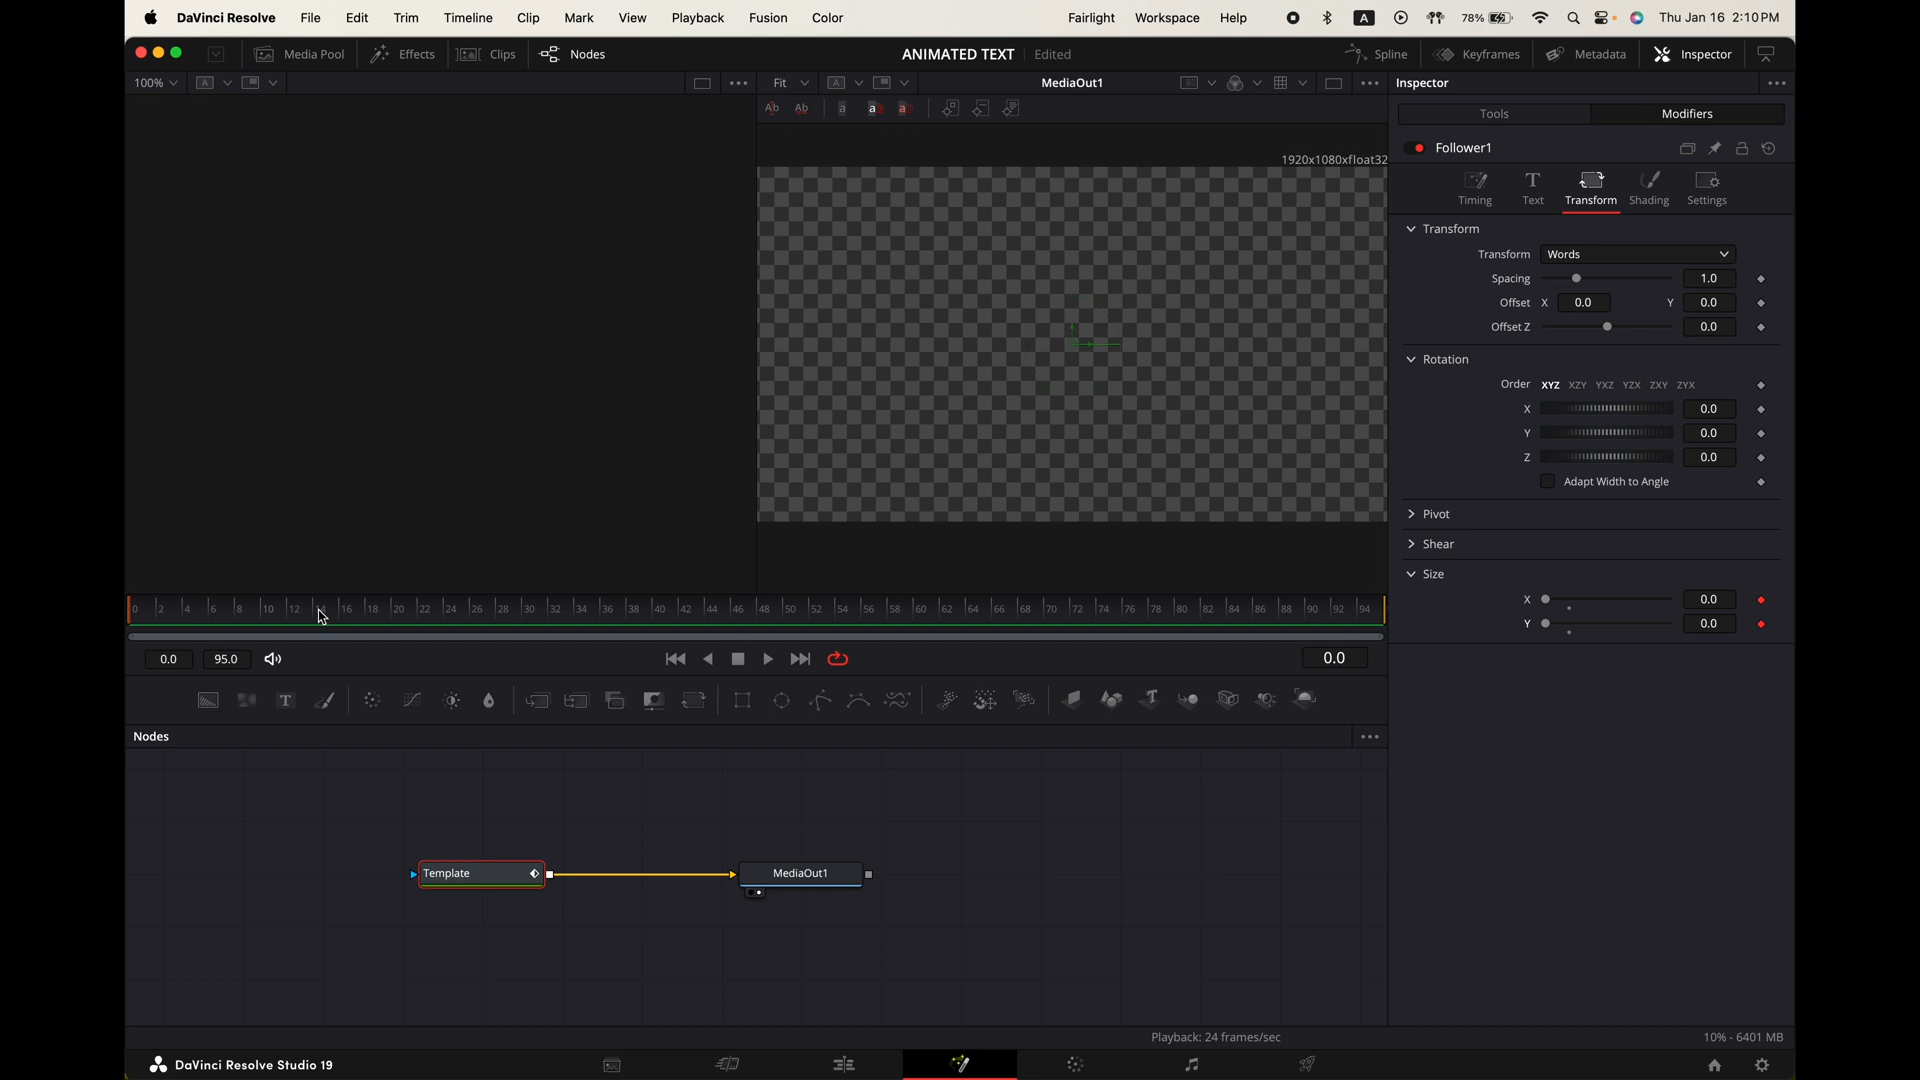 DaVinci Resolve File Edit Trim Timeline Clip Mark View Playback Fusion Color Fairlight Workspace Help A 78% Thu Jan 16 2:10 PM
Media Pool Effects Clips Nodes ANIMATED TEXT Edited Spline Keyframes Metadata Inspector
100% A Fit A MediaOut1 Inspector
Ab Ab a a a
Tools Modifiers
Follower1
1920x1080xfloat32
Timing Text Transform Shading Settings
Transform
Transform Words
Spacing 1.0
Offset X 0.0 Y 0.0
Offset Z 0.0
Rotation
Order XYZ XZY YXZ YZX ZXY ZYX
X 0.0
Y 0.0
Z 0.0
Adapt Width to Angle
Pivot
Shear
Size
X 0.0
Y 0.0
0 2 4 6 8 10 12 14 16 18 20 22 24 26 28 30 32 34 36 38 40 42 44 46 48 50 52 54 56 58 60 62 64 66 68 70 72 74 76 78 80 82 84 86 88 90 92 94
0.0 95.0 0.0
T T
Nodes
Template MediaOut1
Playback: 24 frames/sec 10% - 6401 MB
DaVinci Resolve Studio 19